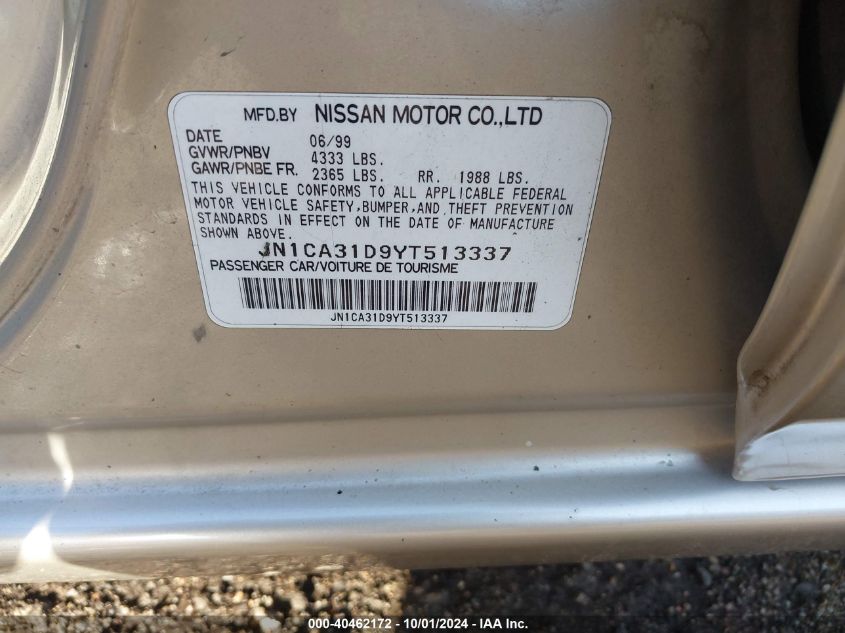 MFD.BY NISSAN MOTOR CO.,LTD
DATE 06/99
GVWR/PNBV 4333 LBS.
GAWR/PNBE FR. 2365 LBS. RR. 1988 LBS.
THIS VEHICLE CONFORMS TO ALL APPLICABLE FEDERAL
MOTOR VEHICLE SAFETY,BUMPER,AND THEFT PREVENTION
STANDARDS IN EFFECT ON THE DATE OF MANUFACTURE
SHOWN ABOVE.
JN1CA31D9YT513337
PASSENGER CAR/VOITURE DE TOURISME
JN1CA31D9YT513337
000-40462172 - 10/01/2024 - IAA Inc.